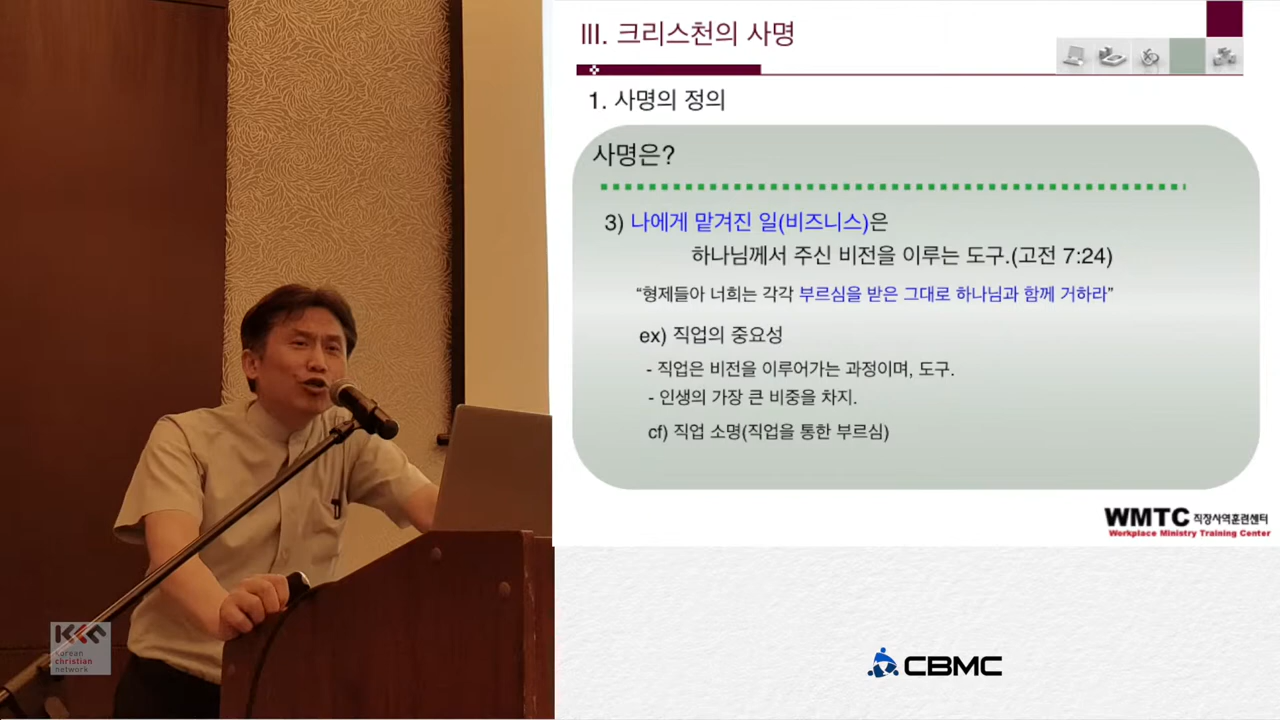 III. 크리스천의 사명
1. 사명의 정의
사명은?
3) 나에게 맡겨진 일(비즈니스)은
하나님께서 주신 비전을 이루는 도구.(고전 7:24)
“형제들아 너희는 각각 부르심을 받은 그대로 하나님과 함께 거하라”
ex) 직업의 중요성
- 직업은 비전을 이루어가는 과정이며, 도구.
- 인생의 가장 큰 비중을 차지.
cf) 직업 소명(직업을 통한 부르심)
WMTC 직장사역훈련센터
Workplace Ministry Training Center
CBMC
KCN
korean
christian
network